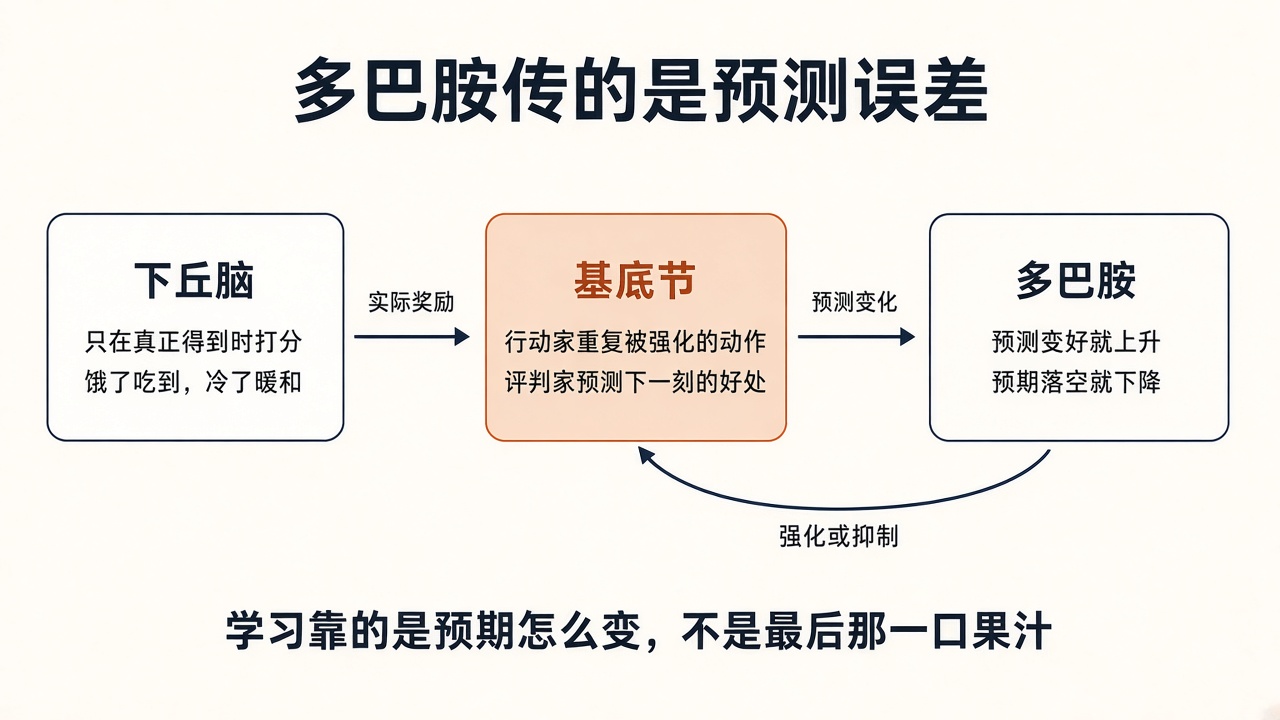 多巴胺传的是预测误差
下丘脑
只在真正得到时打分
饿了吃到，冷了暖和
实际奖励
基底节
行动家重复被强化的动作
评判家预测下一刻的好处
预测变化
多巴胺
预测变好就上升
预期落空就下降
强化或抑制
学习靠的是预期怎么变，不是最后那一口果汁